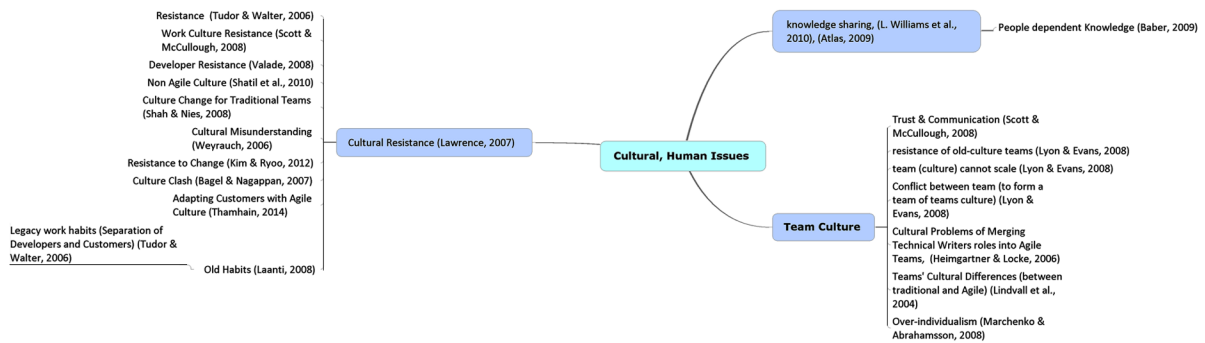 Resistance  (Tudor & Walter, 2006)
Work Culture Resistance (Scott
& McCullough, 2008)
Developer Resistance (Valade, 2008)
Non Agile Culture (Shatil et al., 2010)
Culture Change for Traditional Teams
(Shah & Nies, 2008)
Cultural Misunderstanding
(Weyrauch, 2006)
Resistance to Change (Kim & Ryoo, 2012)
Culture Clash (Bagel & Nagappan, 2007)
Adapting Customers with Agile
Culture (Thamhain, 2014)
Legacy work habits (Separation of
Developers and Customers) (Tudor &
Walter, 2006)
Old Habits (Laanti, 2008)
Cultural Resistance (Lawrence, 2007)
Cultural, Human Issues
knowledge sharing, (L. Williams et al.,
2010), (Atlas, 2009)
People dependent Knowledge (Baber, 2009)
Team Culture
Trust & Communication (Scott &
McCullough, 2008)
resistance of old-culture teams (Lyon & Evans, 2008)
team (culture) cannot scale (Lyon & Evans, 2008)
Conflict between team (to form a
team of teams culture) (Lyon &
Evans, 2008)
Cultural Problems of Merging
Technical Writers roles into Agile
Teams,  (Heimgartner & Locke, 2006)
Teams' Cultural Differences (between
traditional and Agile) (Lindvall et al.,
2004)
Over-individualism (Marchenko &
Abrahamsson, 2008)